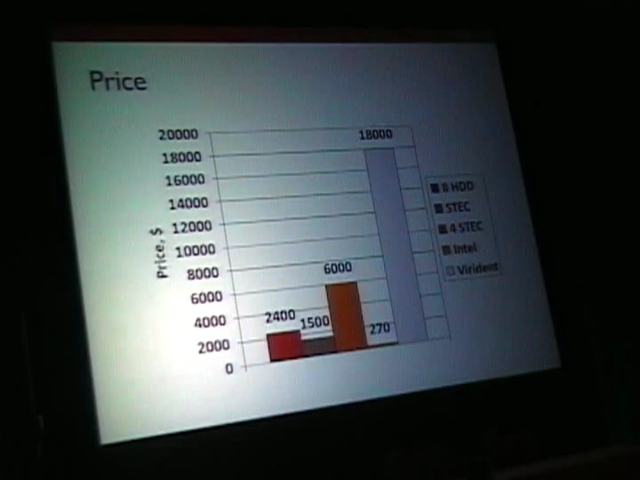 Price
20000
18000
16000
14000
12000
10000
8000
6000
4000
2000
0
Price, $
2400
1500
6000
270
18000
8 HDD
STEC
4 STEC
Intel
Virident